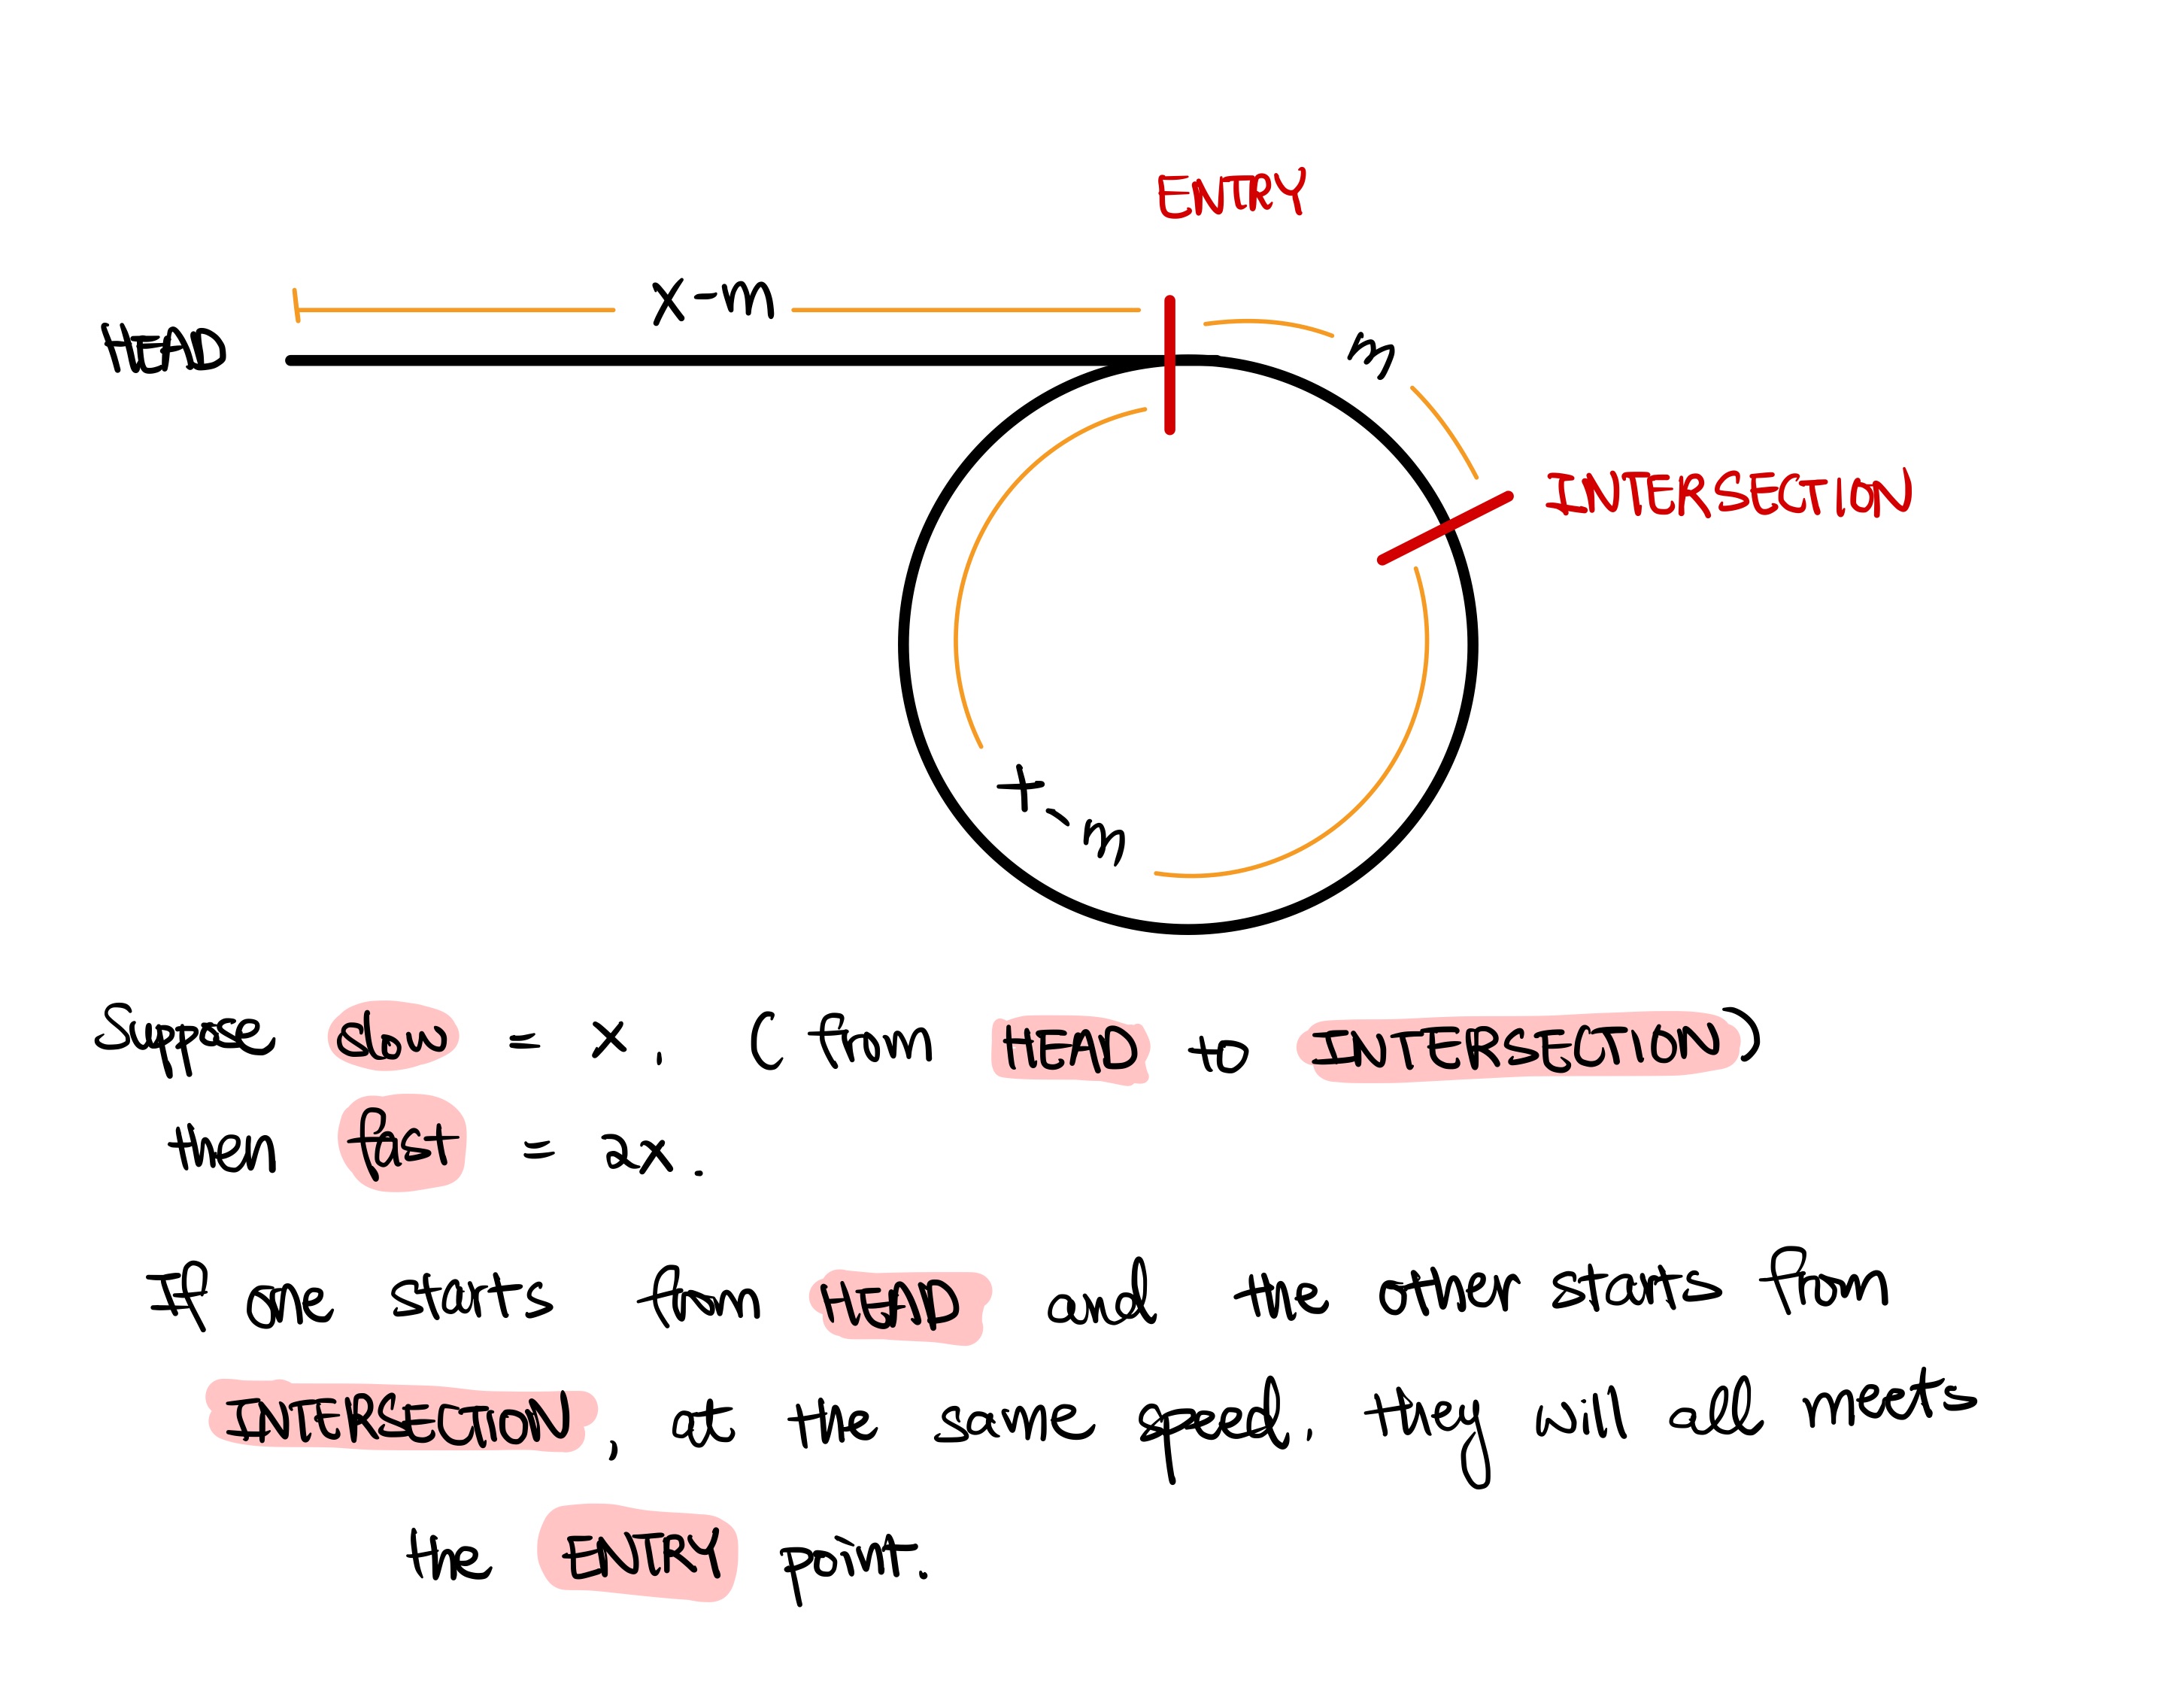 ENTRY
x-m
HEAD
m
INTERSECTION
x-m
Suppose slow = x. ( from HEAD to INTERSECTION)
then fast = 2x.
If one starts from HEAD and the other starts from
INTERSECTION, at the same speed, they will all meets
the ENTRY point.